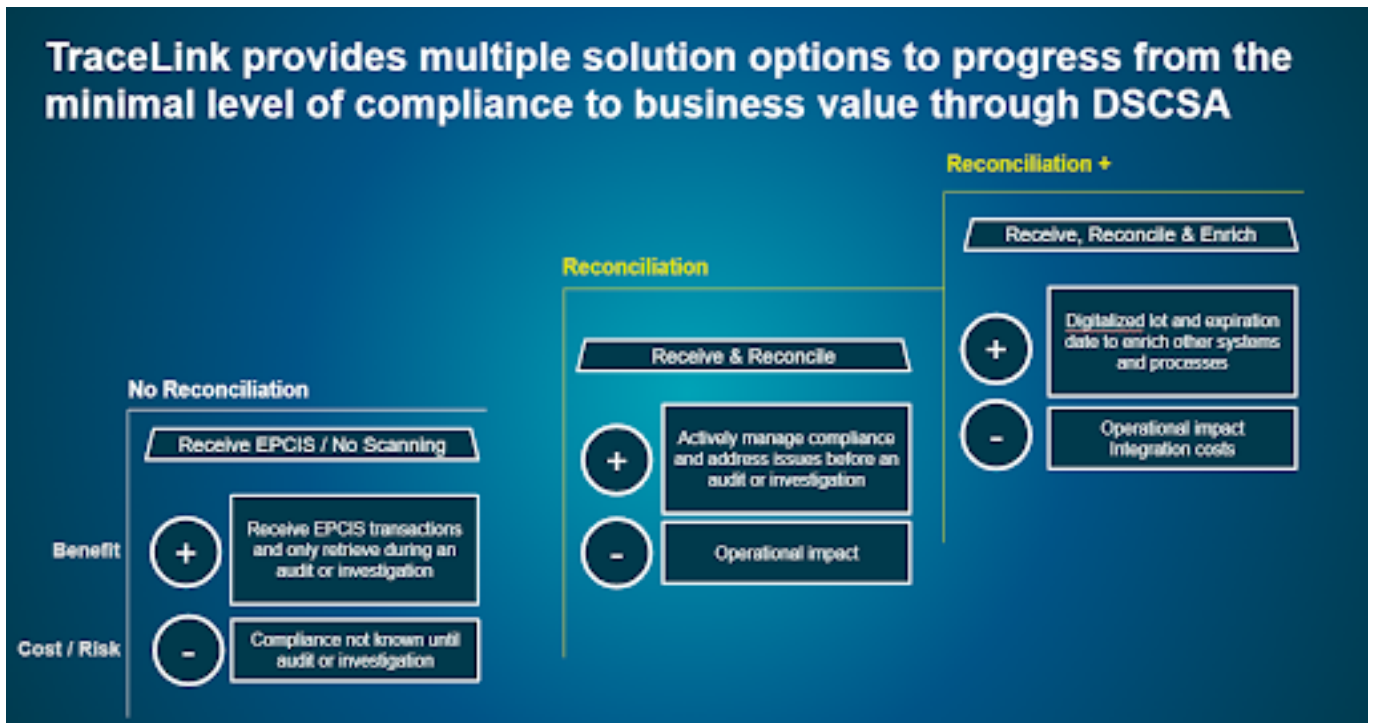 TraceLink provides multiple solution options to progress from the
minimal level of compliance to business value through DSCSA
No Reconciliation
Receive EPCIS / No Scanning
Benefit
+
Receive EPCIS transactions
and only retrieve during an
audit or investigation
Cost / Risk
-
Compliance not known until
audit or investigation
Reconciliation
Receive & Reconcile
+
Actively manage compliance
and address issues before an
audit or investigation
-
Operational impact
Reconciliation +
Receive, Reconcile & Enrich
+
Digitalized lot and expiration
date to enrich other systems
and processes
-
Operational impact
Integration costs